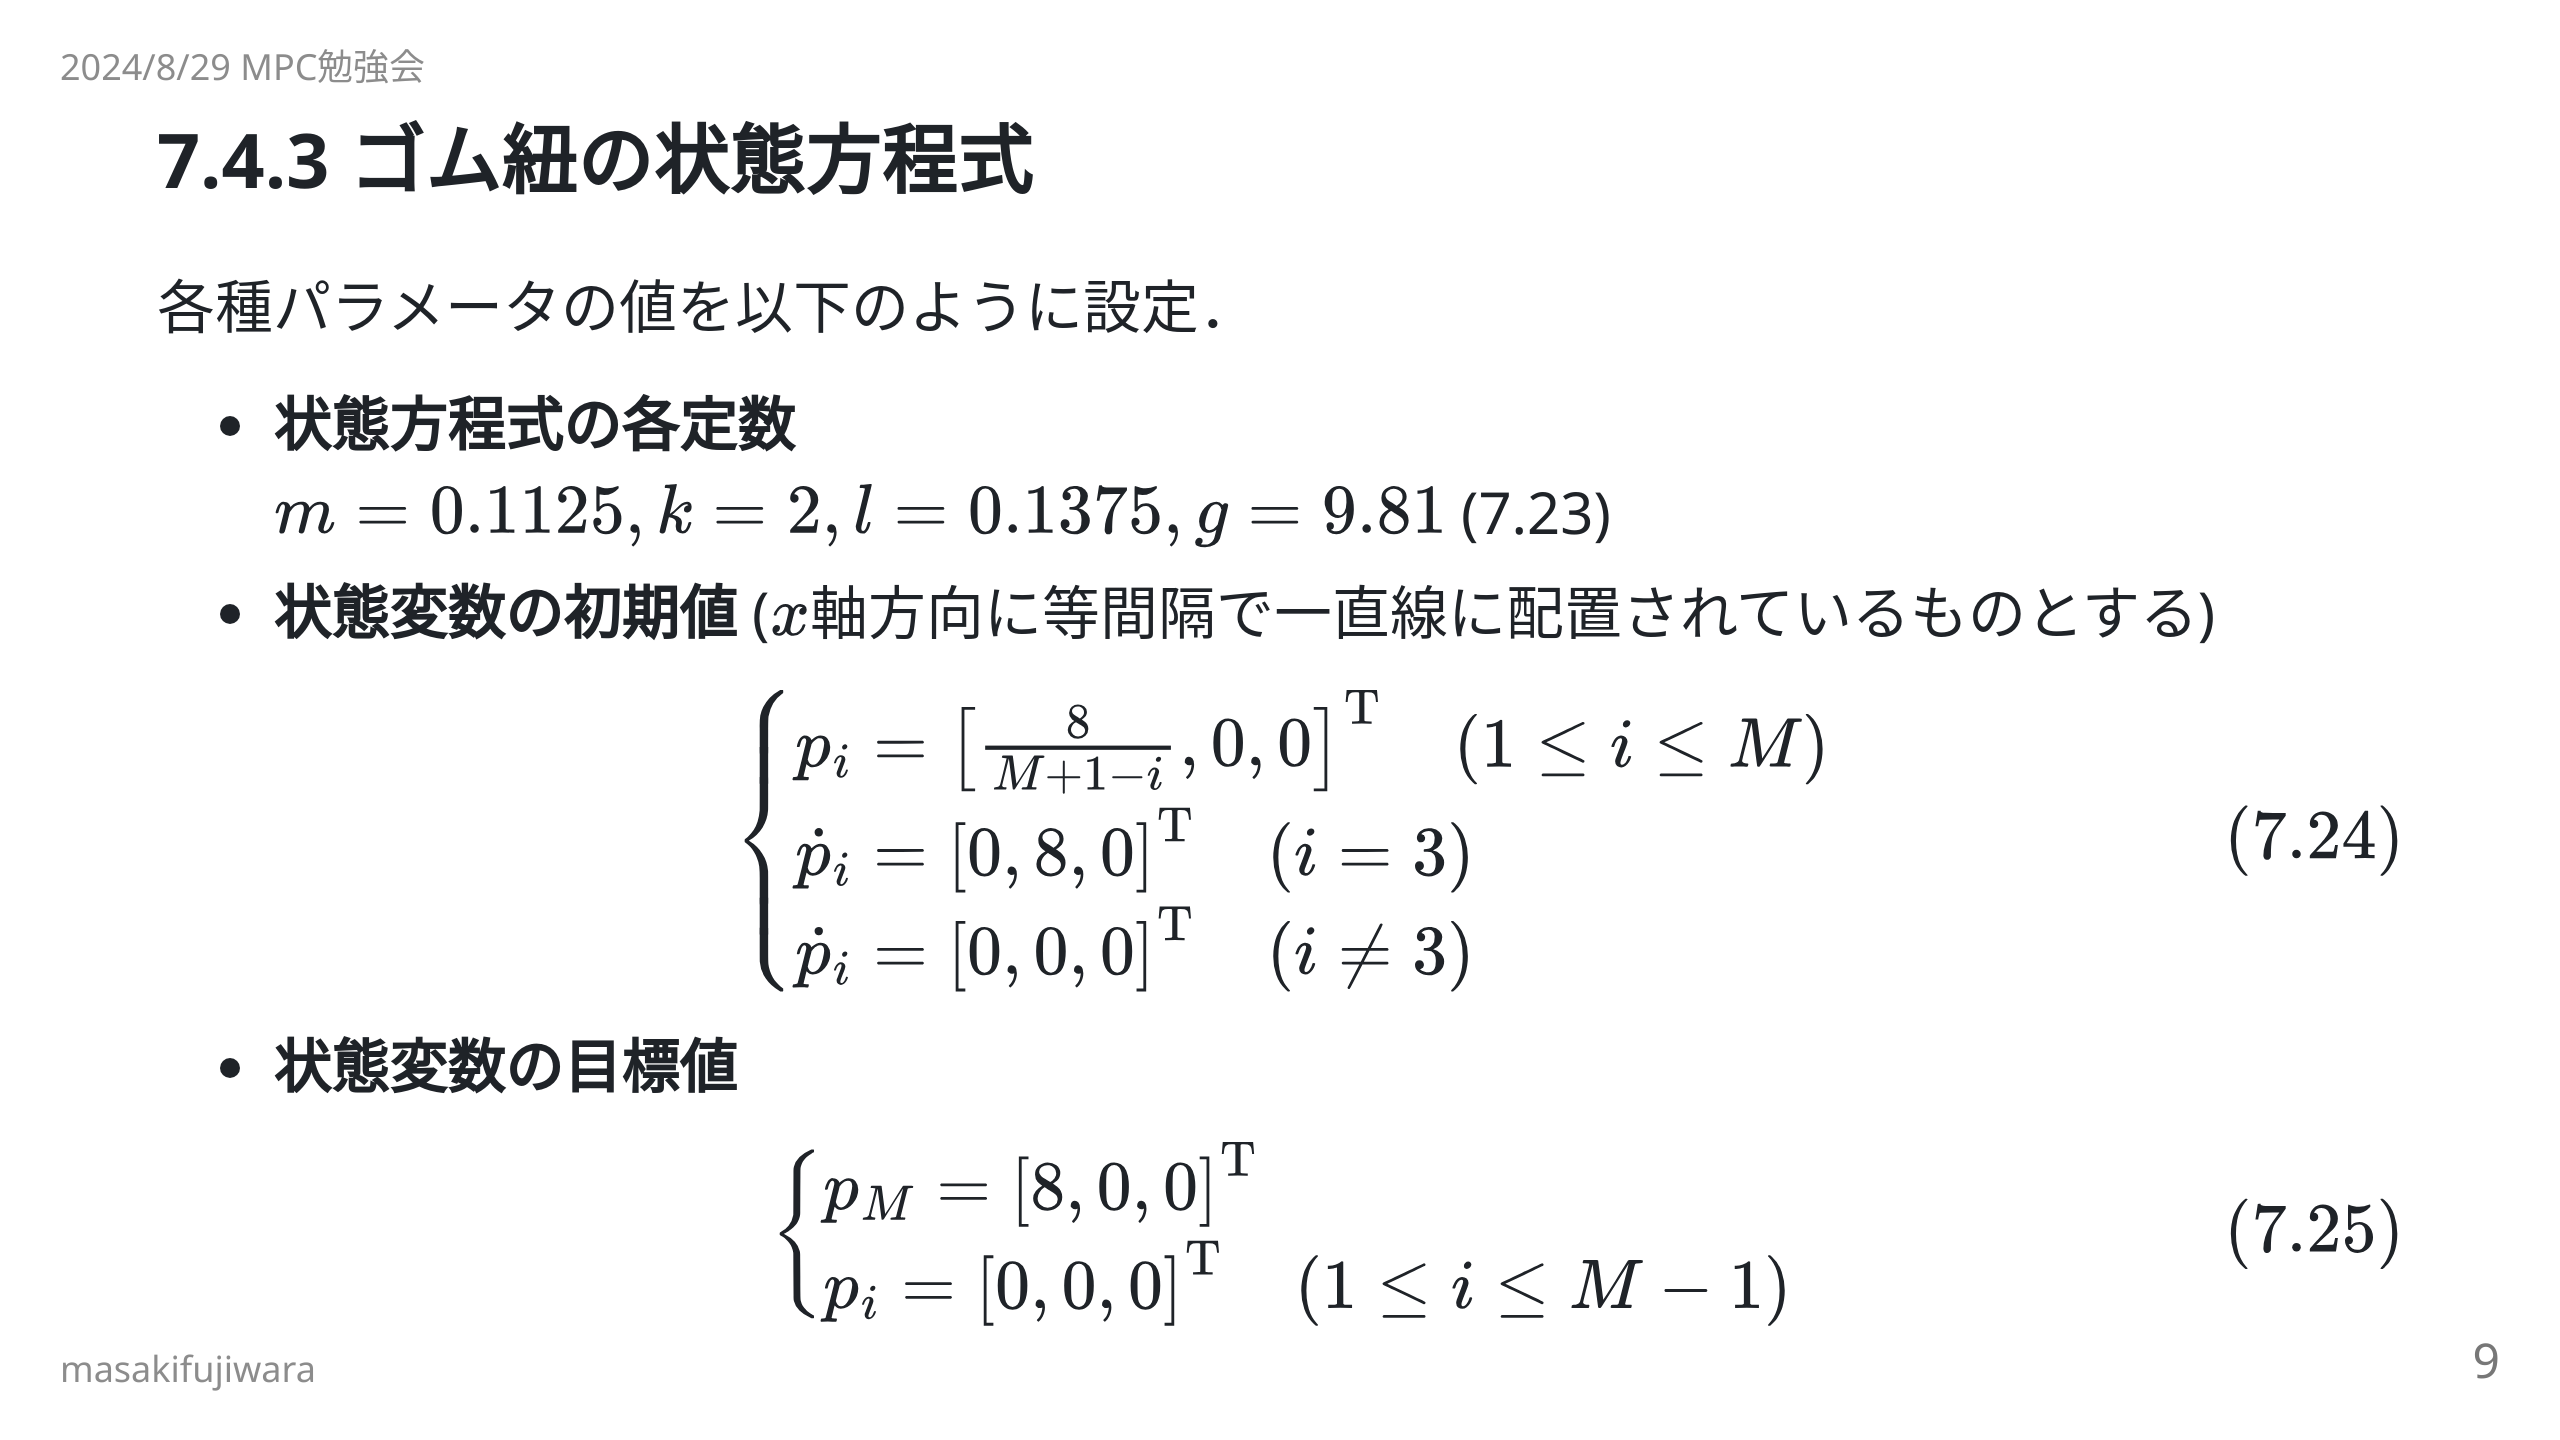 2024/8/29 MPC勉強会
7.4.3 ゴム紐の状態方程式
各種パラメータの値を以下のように設定．
• 状態方程式の各定数
m = 0.1125, k = 2, l = 0.1375, g = 9.81 (7.23)
• 状態変数の初期値 (x軸方向に等間隔で一直線に配置されているものとする)
p_i = [\frac{8}{M+1-i}, 0, 0]^T (1 ≤ i ≤ M)
ṗ_i = [0, 8, 0]^T (i = 3)
(7.24)
ṗ_i = [0, 0, 0]^T (i ≠ 3)
• 状態変数の目標値
p_M = [8, 0, 0]^T
(7.25)
p_i = [0, 0, 0]^T (1 ≤ i ≤ M − 1)
masakifujiwara
9